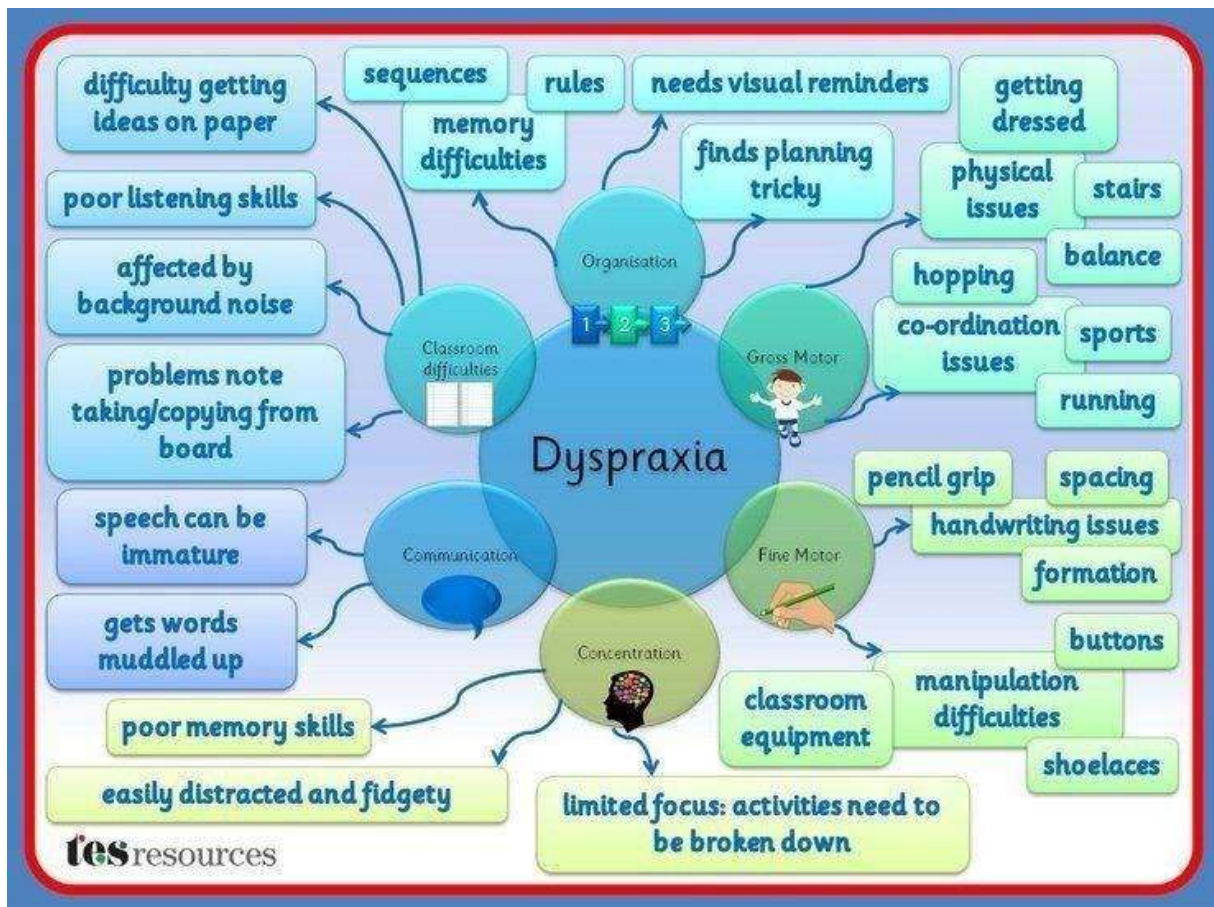 difficulty getting
ideas on paper
poor listening skills
affected by
background noise
problems note
taking/copying from
board
Classroom
difficulties
sequences
rules
memory
difficulties
needs visual reminders
finds planning
tricky
Organisation
1 2 3
getting
dressed
physical
issues
stairs
balance
hopping
co-ordination
issues
sports
running
Gross Motor
Dyspraxia
speech can be
immature
gets words
muddled up
Communication
pencil grip
spacing
handwriting issues
formation
Fine Motor
buttons
manipulation
difficulties
classroom
equipment
shoelaces
Concentration
poor memory skills
easily distracted and fidgety
limited focus: activities need to
be broken down
tes resources